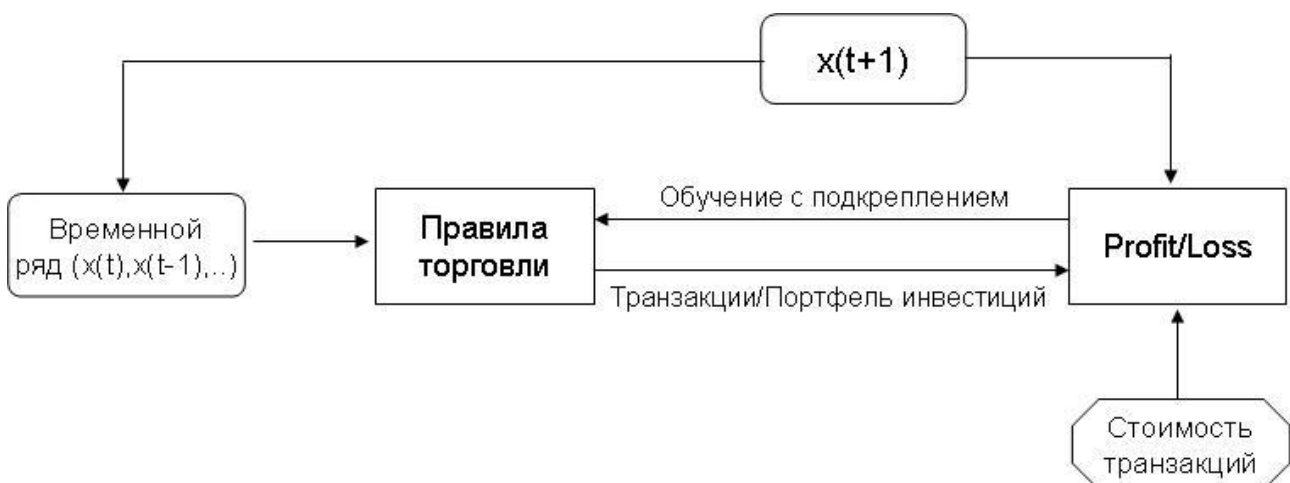 x(t+1)
Временной
ряд (x(t),x(t-1),..)
Правила
торговли
Обучение с подкреплением
Транзакции/Портфель инвестиций
Profit/Loss
Стоимость
транзакций